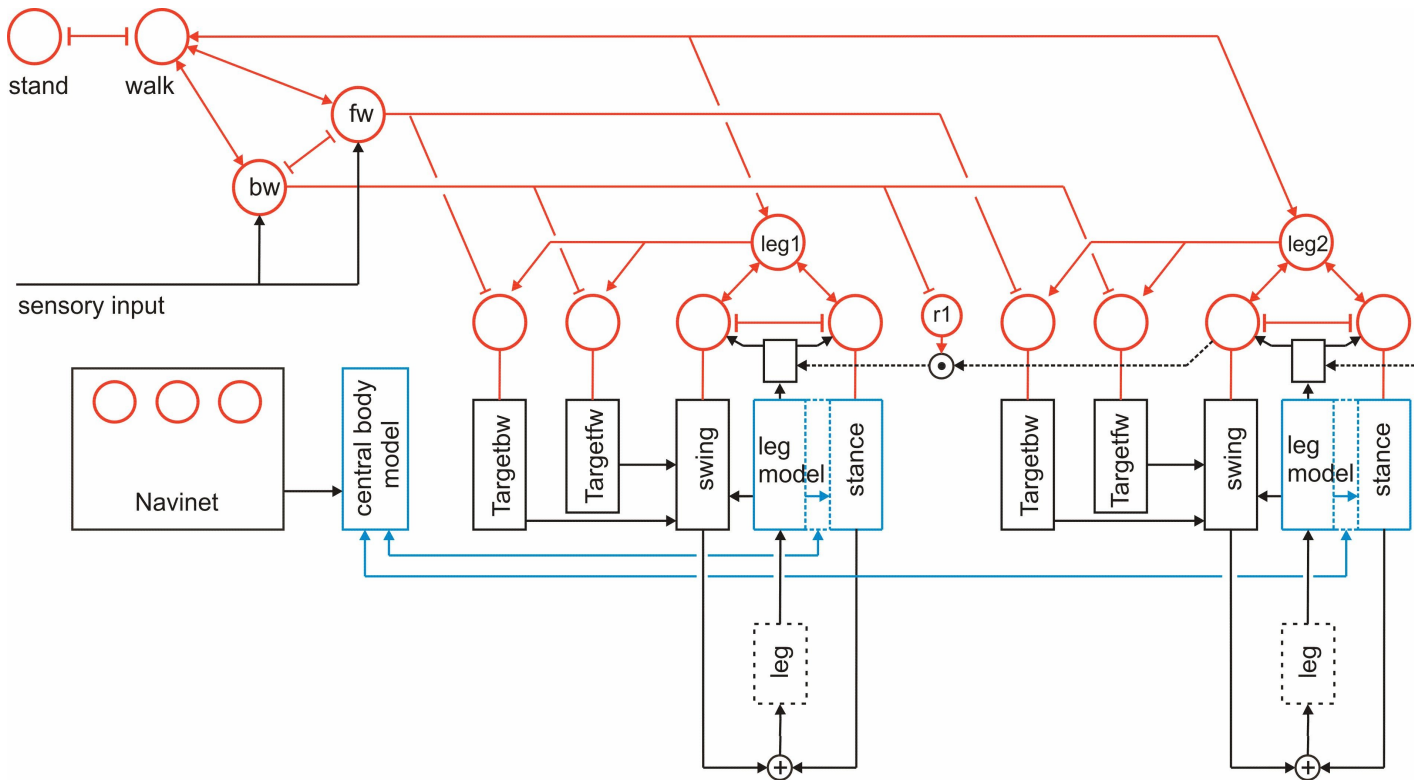 stand
walk
fw
bw
leg1
leg2
sensory input
r1
Navinet
central body
model
Targetbw
Targetfw
swing
leg
model
stance
Targetbw
Targetfw
swing
leg
model
stance
leg
leg
+
+